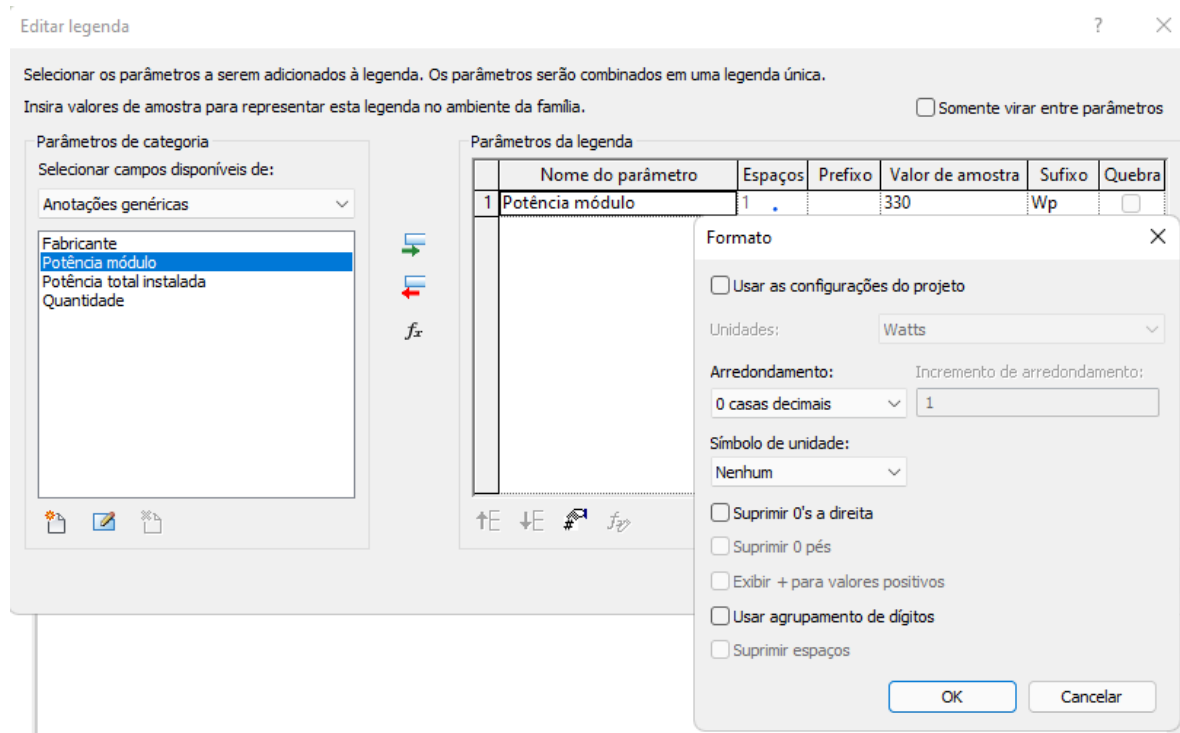 Editar legenda ? ×
Selecionar os parâmetros a serem adicionados à legenda. Os parâmetros serão combinados em uma legenda única.
Insira valores de amostra para representar esta legenda no ambiente da família.
Somente virar entre parâmetros
Parâmetros de categoria
Selecionar campos disponíveis de:
Anotações genéricas
Fabricante
Potência módulo
Potência total instalada
Quantidade
fx
Parâmetros da legenda
Nome do parâmetro Espaços Prefixo Valor de amostra Sufixo Quebra
1 Potência módulo 1 330 Wp
Formato
Usar as configurações do projeto
Unidades: Watts
Arredondamento: Incremento de arredondamento:
0 casas decimais 1
Símbolo de unidade:
Nenhum
Suprimir 0's a direita
Suprimir 0 pés
Exibir + para valores positivos
Usar agrupamento de dígitos
Suprimir espaços
OK Cancelar